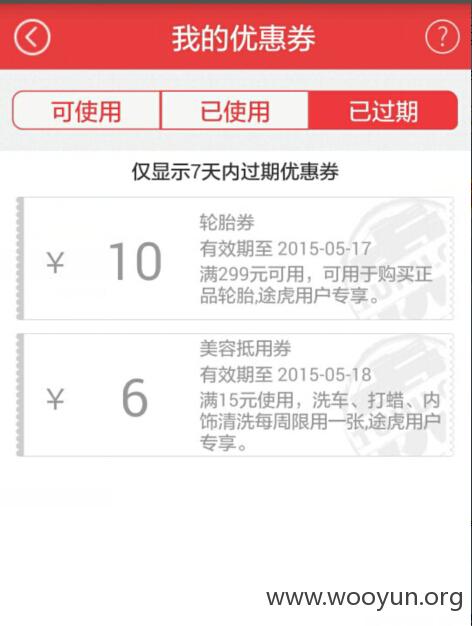 我的优惠券
?
可使用 已使用 已过期
仅显示7天内过期优惠券
轮胎券
¥ 10
有效期至 2015-05-17
满299元可用，可用于购买正
品轮胎,途虎用户专享。
美容抵用券
¥ 6
有效期至 2015-05-18
满15元使用，洗车、打蜡、内
饰清洗每周限用一张,途虎用户
专享。
www.wooyun.org